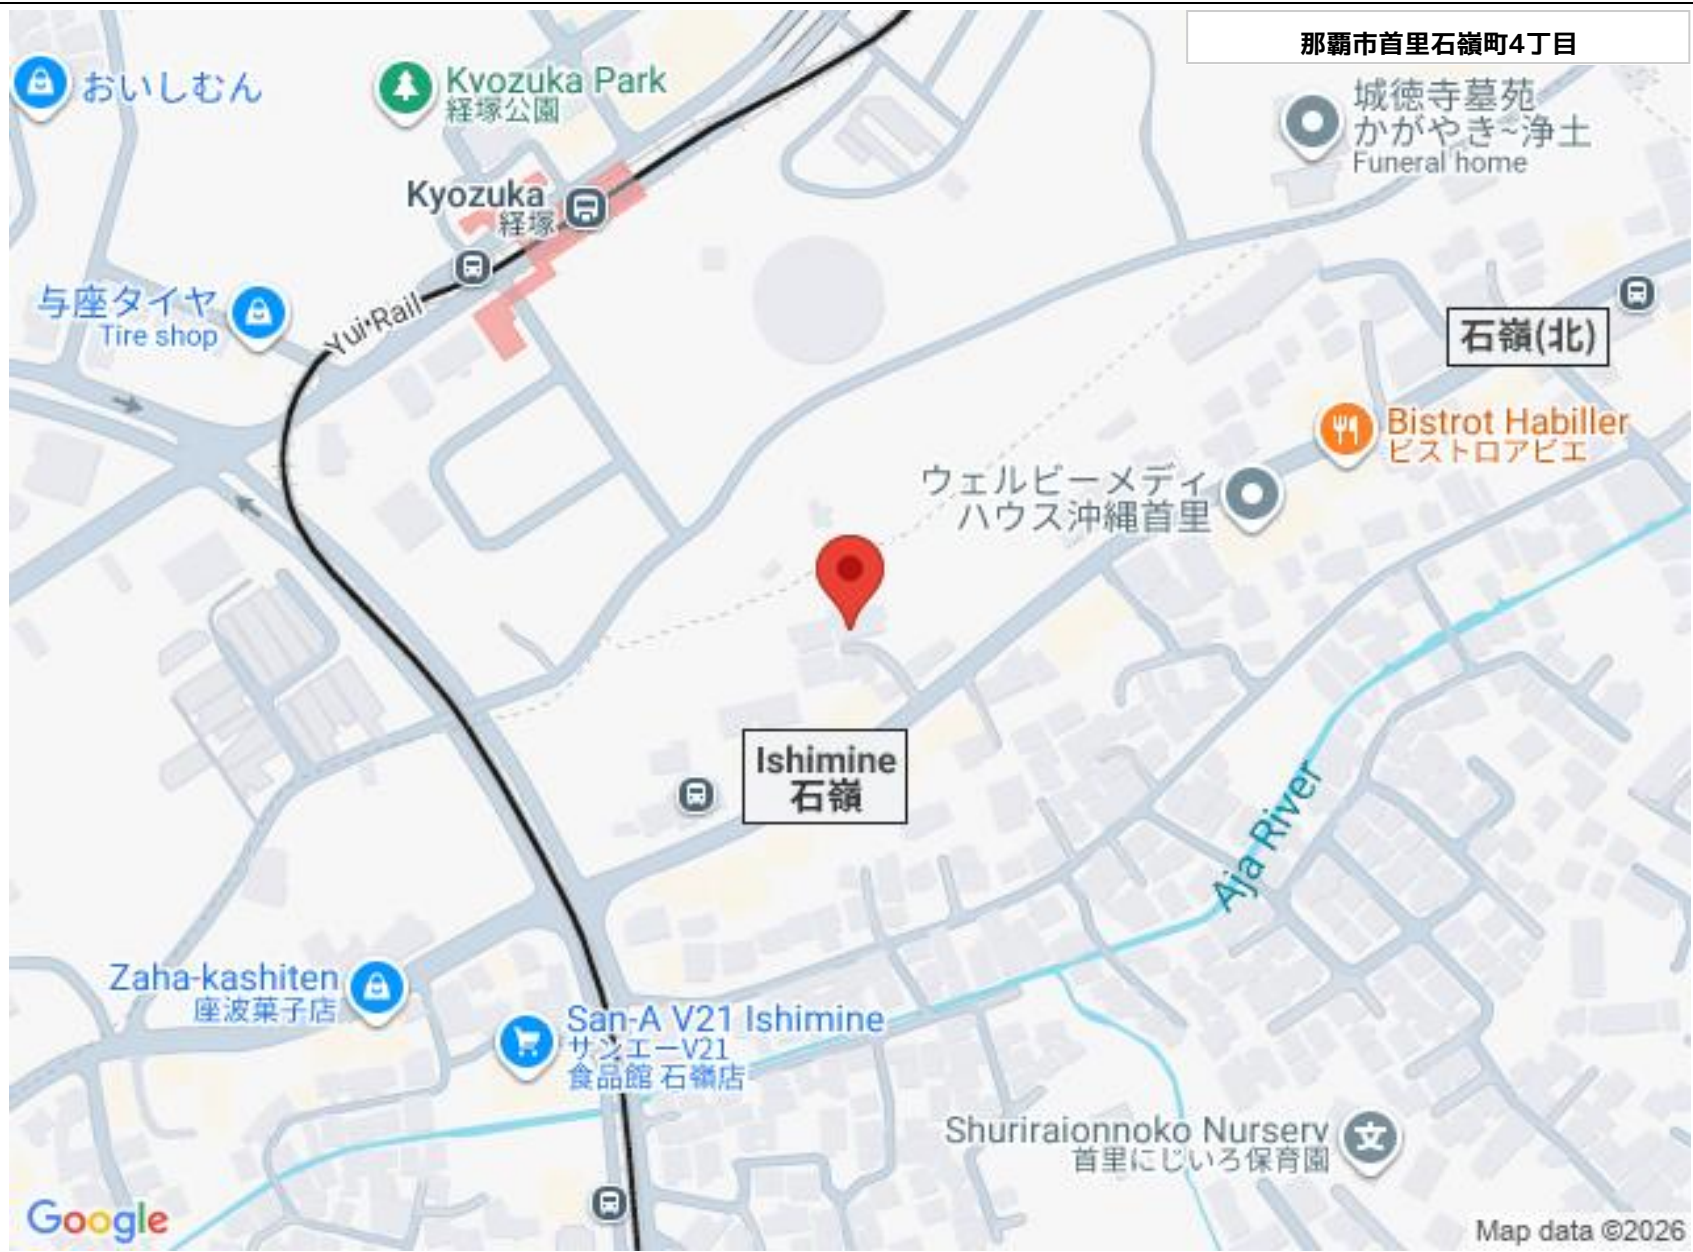 那覇市首里石嶺町4丁目
おいしむん
Kyozuka Park
経塚公園
城徳寺墓苑
かがやき~浄土
Funeral home
Kyozuka
経塚
与座タイヤ
Tire shop
Yui Rail
石嶺(北)
Bistrot Habiller
ビストロアビエ
ウェルビーメディ
ハウス沖縄首里
Ishimine
石嶺
Aja River
Zaha-kashiten
座波菓子店
San-A V21 Ishimine
サンエーV21
食品館 石嶺店
Shuriraionnoko Nursery
首里にじいろ保育園
文
Google
Map data ©2026